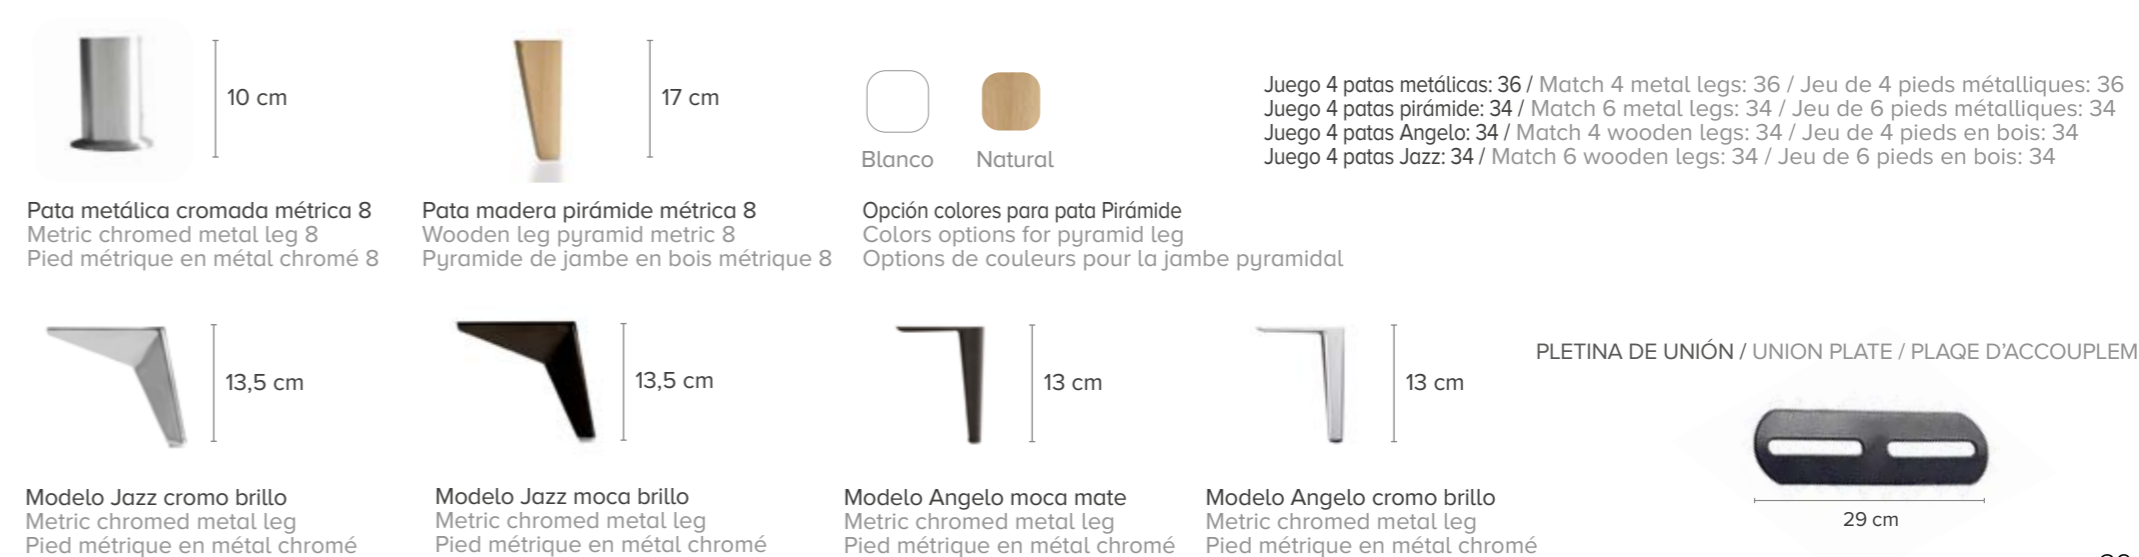 10 cm
17 cm
Blanco
Natural
Juego 4 patas metálicas: 36 / Match 4 metal legs: 36 / Jeu de 4 pieds métalliques: 36
Juego 4 patas pirámide: 34 / Match 6 metal legs: 34 / Jeu de 6 pieds métalliques: 34
Juego 4 patas Angelo: 34 / Match 4 wooden legs: 34 / Jeu de 4 pieds en bois: 34
Juego 4 patas Jazz: 34 / Match 6 wooden legs: 34 / Jeu de 6 pieds en bois: 34
Pata metálica cromada métrica 8
Metric chromed metal leg 8
Pied métrique en métal chromé 8
Pata madera pirámide métrica 8
Wooden leg pyramid metric 8
Pyramide de jambe en bois métrique 8
Opción colores para pata Pirámide
Colors options for pyramid leg
Options de couleurs pour la jambe pyramidal
13,5 cm
13,5 cm
13 cm
13 cm
PLETINA DE UNIÓN / UNION PLATE / PLAQE D'ACCOUPLEM
29 cm
Modelo Jazz cromo brillo
Metric chromed metal leg
Pied métrique en métal chromé
Modelo Jazz moca brillo
Metric chromed metal leg
Pied métrique en métal chromé
Modelo Angelo moca mate
Metric chromed metal leg
Pied métrique en métal chromé
Modelo Angelo cromo brillo
Metric chromed metal leg
Pied métrique en métal chromé